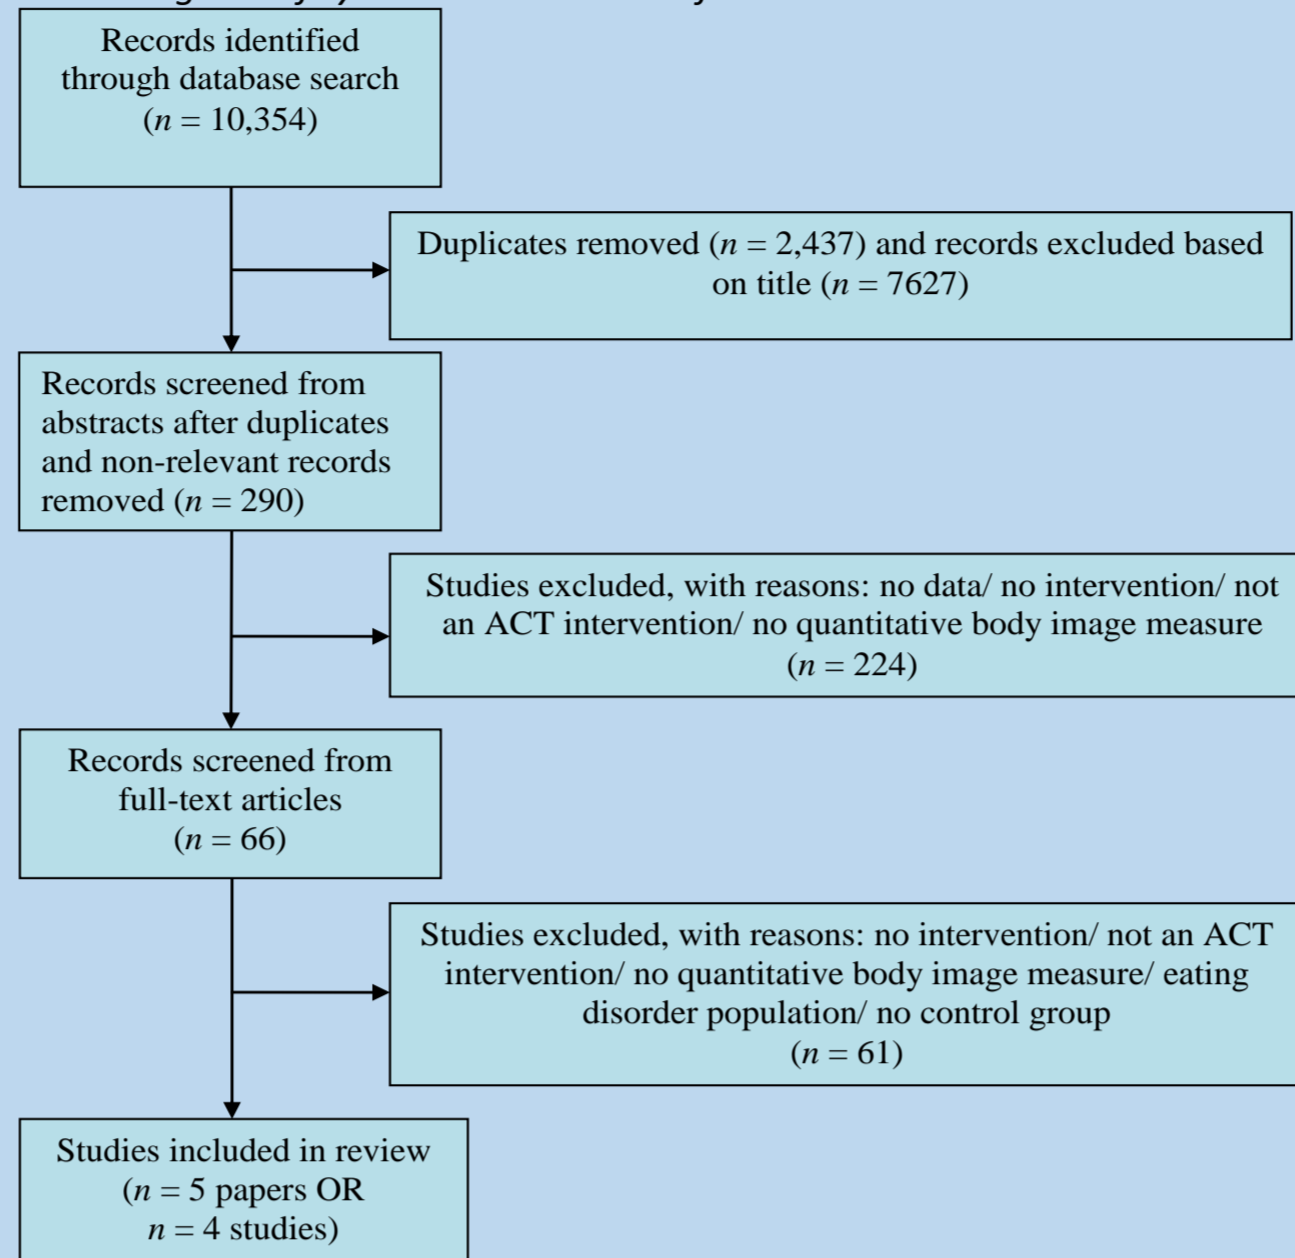 Records identified
through database search
(n = 10,354)
Duplicates removed (n = 2,437) and records excluded based
on title (n = 7627)
Records screened from
abstracts after duplicates
and non-relevant records
removed (n = 290)
Studies excluded, with reasons: no data/ no intervention/ not
an ACT intervention/ no quantitative body image measure
(n = 224)
Records screened from
full-text articles
(n = 66)
Studies excluded, with reasons: no intervention/ not an ACT
intervention/ no quantitative body image measure/ eating
disorder population/ no control group
(n = 61)
Studies included in review
(n = 5 papers OR
n = 4 studies)